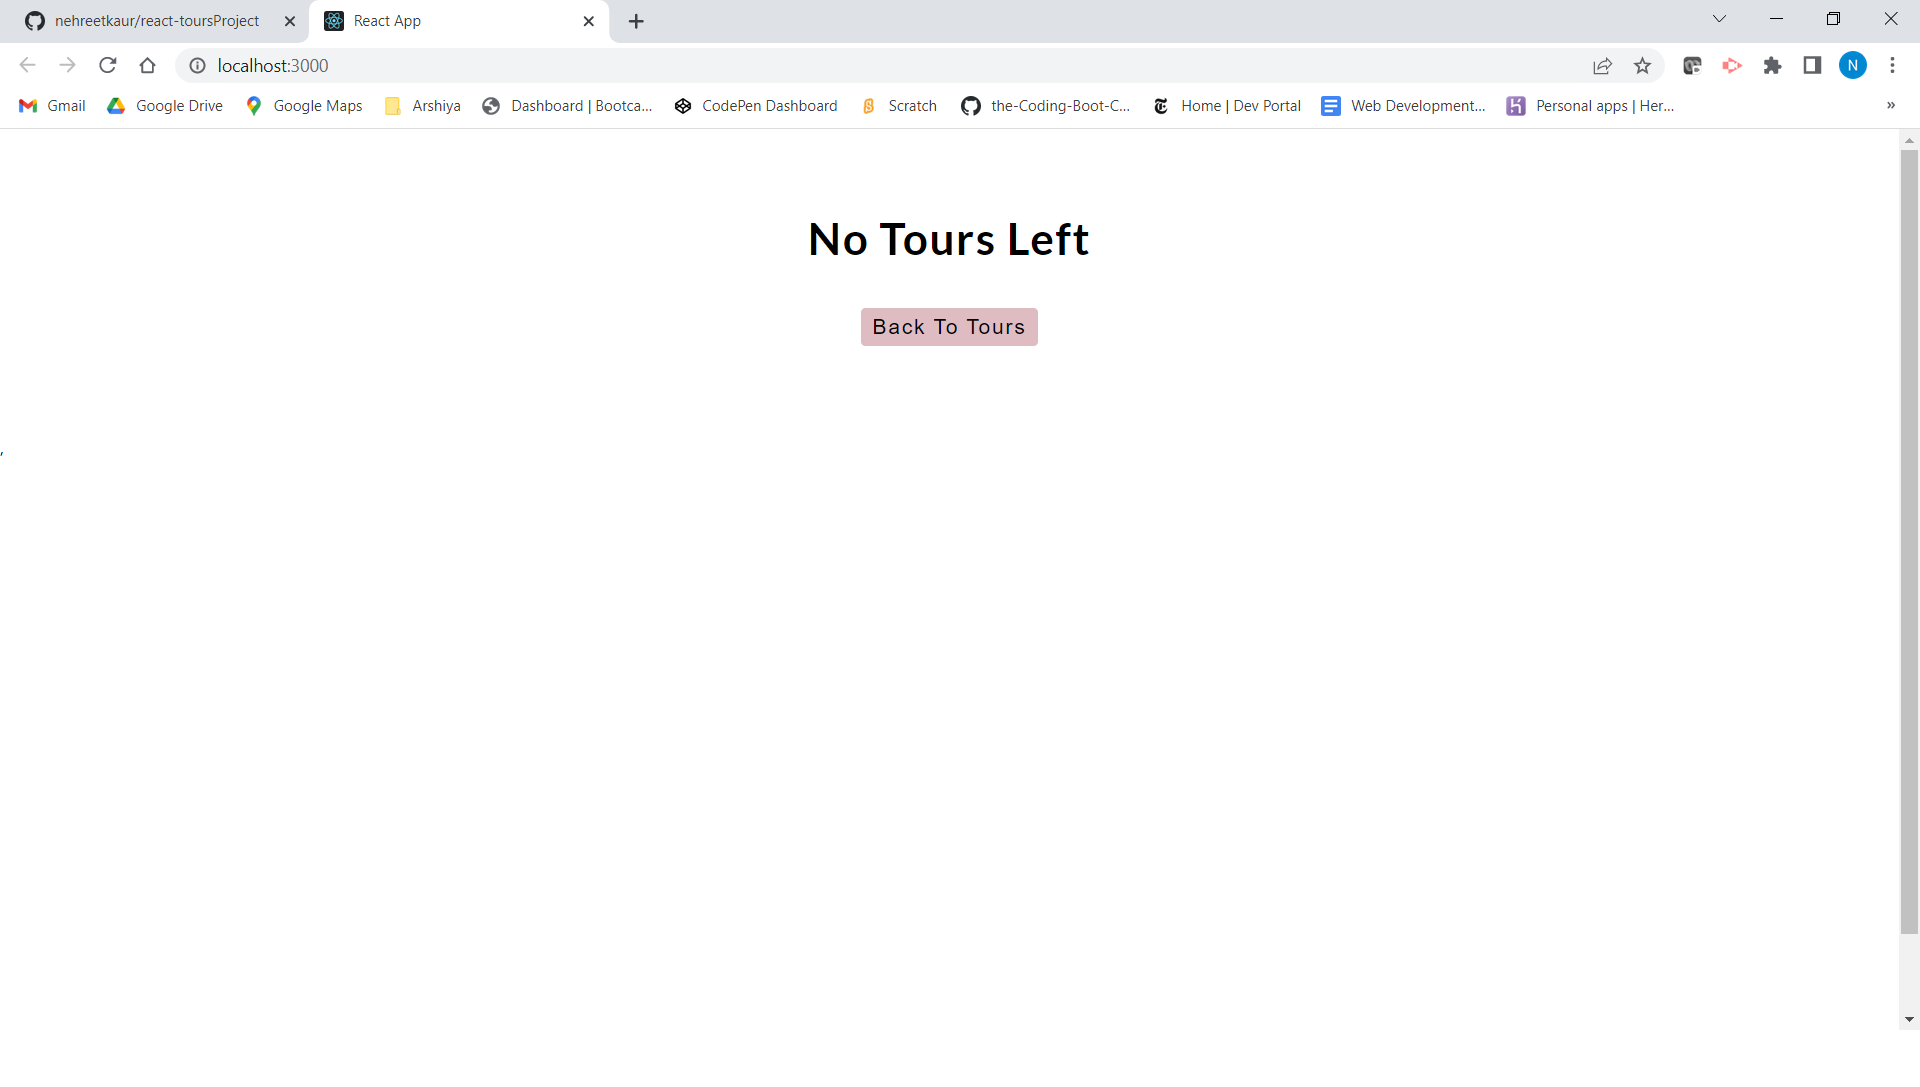 nehreetkaur/react-toursProject
React App
localhost:3000
N
Gmail
Google Drive
Google Maps
Arshiya
Dashboard | Bootca...
CodePen Dashboard
Scratch
the-Coding-Boot-C...
Home | Dev Portal
Web Development...
Personal apps | Her...
»
No Tours Left
Back To Tours
,